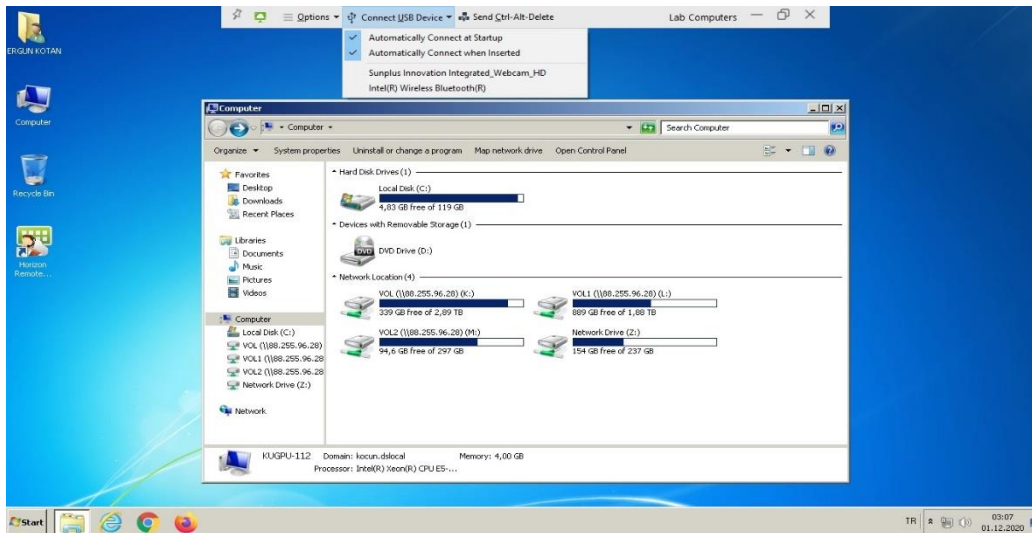 Options
Connect USB Device
Send Ctrl-Alt-Delete
Lab Computers
Automatically Connect at Startup
Automatically Connect when Inserted
Sunplus Innovation Integrated_Webcam_HD
Intel(R) Wireless Bluetooth(R)
ERGUN KOTAN
Computer
Recycle Bin
Horizon
Remote...
Computer
Computer
Search Computer
Organize
System properties
Uninstall or change a program
Map network drive
Open Control Panel
Favorites
Desktop
Downloads
Recent Places
Libraries
Documents
Music
Pictures
Videos
Computer
Local Disk (C:)
VOL (\\88.255.96.28)
VOL1 (\\88.255.96.28
VOL2 (\\88.255.96.28
Network Drive (Z:)
Network
Hard Disk Drives (1)
Local Disk (C:)
4,83 GB free of 119 GB
Devices with Removable Storage (1)
DVD
DVD Drive (D:)
Network Location (4)
VOL (\\88.255.96.28) (K:)
339 GB free of 2,89 TB
VOL1 (\\88.255.96.28) (L:)
889 GB free of 1,88 TB
VOL2 (\\88.255.96.28) (M:)
94,6 GB free of 297 GB
Network Drive (Z:)
154 GB free of 237 GB
KUGPU-112 Domain: kocun.dslocal Memory: 4,00 GB
Processor: Intel(R) Xeon(R) CPU E5-...
Start
TR
03:07
01.12.2020